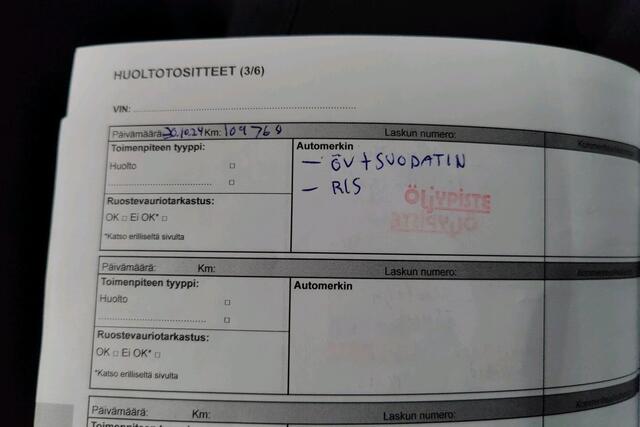 HUOLTOTOSITTEET (3/6)
VIN:
Päivämäärä: 30.10.24 Km: 109760 Laskun numero:
Toimenpiteen tyyppi:
Automerkin
Huolto
– ÖV + SUODATIN
– RIS
ÖLJYPISTE
Ruostevauriotarkastus:
OK □ Ei OK* □
*Katso erilliseltä sivulta
Päivämäärä: Km: Laskun numero:
Toimenpiteen tyyppi:
Automerkin
Huolto
Ruostevauriotarkastus:
OK □ Ei OK* □
*Katso erilliseltä sivulta
Päivämäärä: Km: Laskun numero: